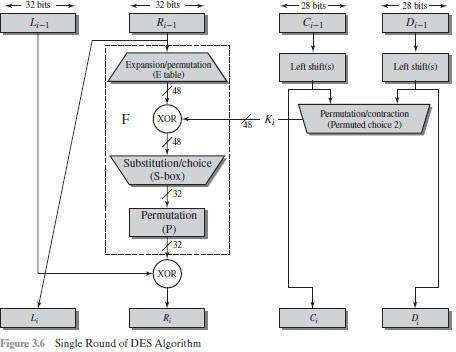 32 bits 32 bits 28 bits 28 bits
Li−1 Ri−1 Ci−1 Di−1
Expansion/permutation
(E table)
Left shift(s) Left shift(s)
48
F XOR 48 Ki
Permutation/contraction
(Permuted choice 2)
48
Substitution/choice
(S-box)
32
Permutation
(P)
32
XOR
Li Ri Ci Di
Figure 3.6 Single Round of DES Algorithm